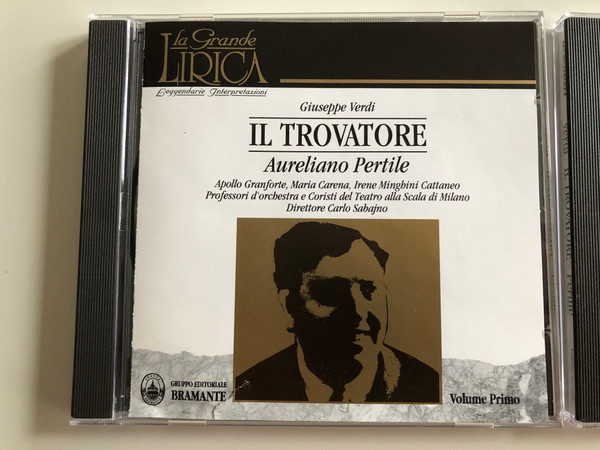 la Grande
LIRICA
Leggendarie Interpretazioni
Giuseppe Verdi
IL TROVATORE
Aureliano Pertile
Apollo Granforte, Maria Carena, Irene Minghini Cattaneo
Professori d'orchestra e Coristi del Teatro alla Scala di Milano
Direttore Carlo Sabajno
GRUPPO EDITORIALE
BRAMANTE
Volume Primo